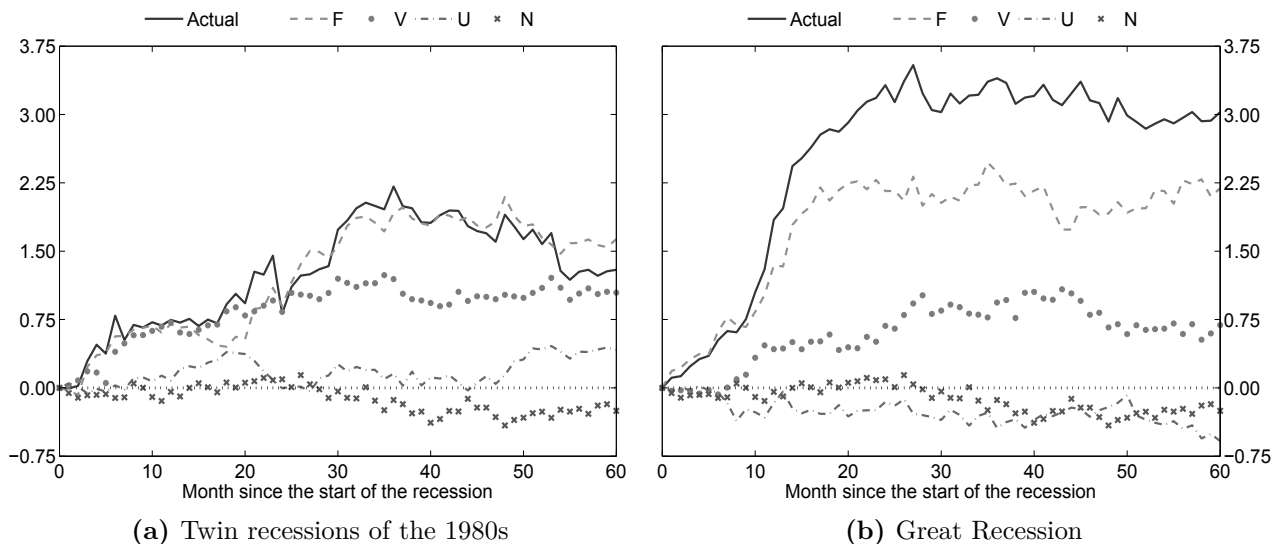 Actual F V U N
3.75
3.00
2.25
1.50
0.75
0.00
-0.75
0 10 20 30 40 50 60
Month since the start of the recession
(a) Twin recessions of the 1980s
Actual F V U N
3.75
3.00
2.25
1.50
0.75
0.00
-0.75
0 10 20 30 40 50 60
Month since the start of the recession
(b) Great Recession